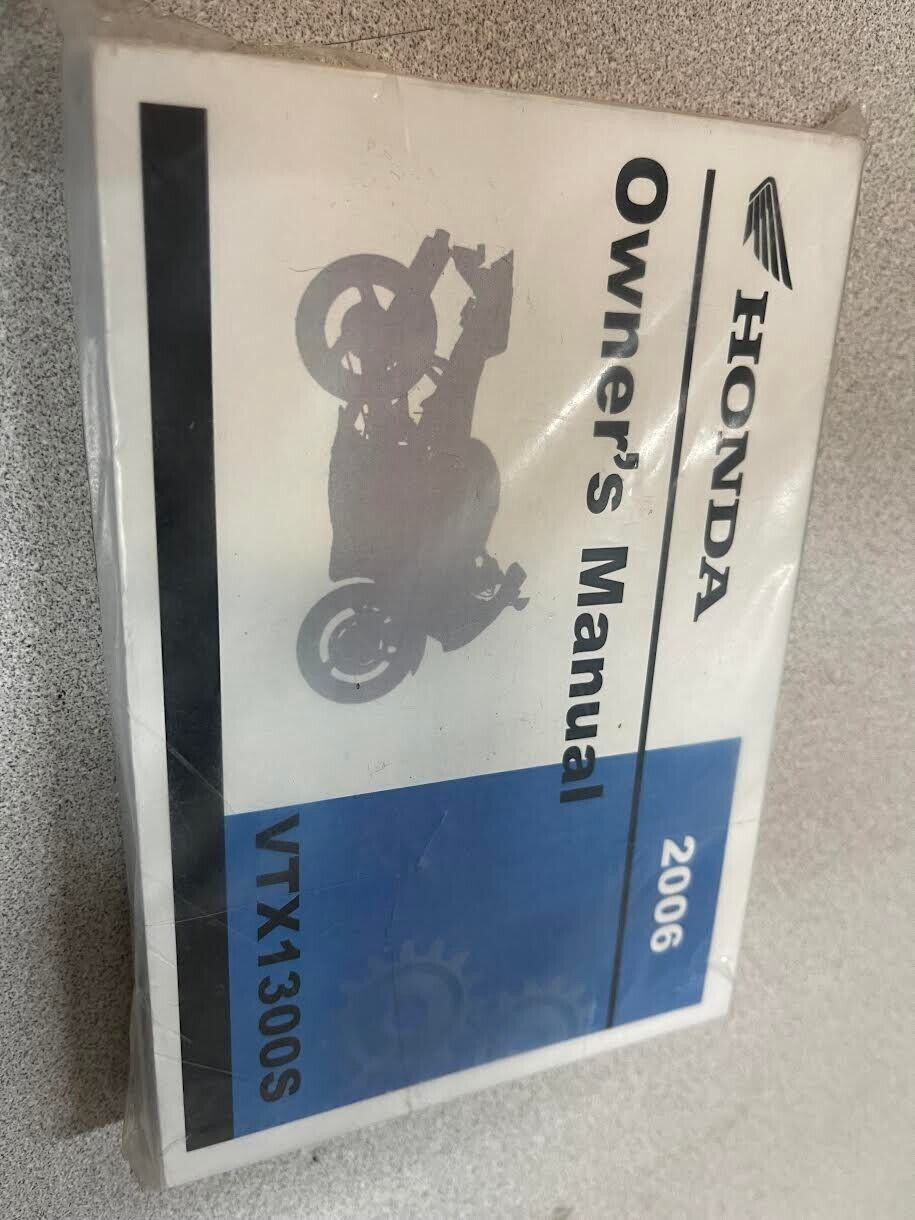 HONDA
2006
Owner's Manual
VTX1300S